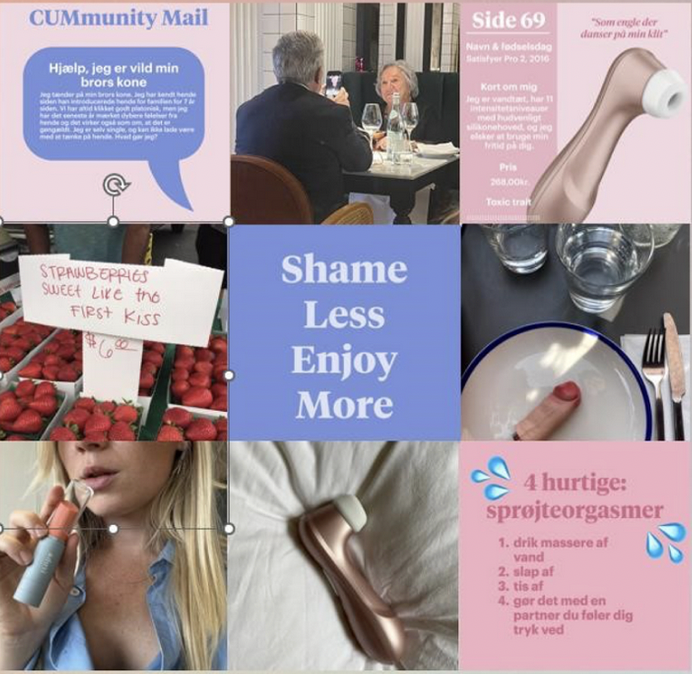 CUMmunity Mail
Hjælp, jeg er vild min
brors kone
Jeg tænder på min brors kone. Jeg har kendt hende
siden han introducerede hende for familien for 7 år
siden. Vi har altid klikket godt platonisk, men jeg
har det seneste år mærket dybere følelser fra
hende og det virker også som om, at det er
gengældt. Jeg er selv single, og kan ikke lade være
med at tænke på hende. Hvad gør jeg?
Side 69
Navn & fødselsdag
Satisfyer Pro 2, 2016
Kort om mig
Jeg er vandtæt, har 11
intensitetsniveauer
med hudvenligt
silikonehoved, og jeg
elsker at bruge min
fritid på dig.
Pris
268,00kr.
Toxic trait
"Som engle der
danser på min klit"
STRAWBERRIES
SWEET LIKE the
FIRST KISS
$6.00
Shame
Less
Enjoy
More
4 hurtige:
sprøjteorgasmer
1. drik massere af
vand
2. slap af
3. tis af
4. gør det med en
partner du føler dig
tryk ved